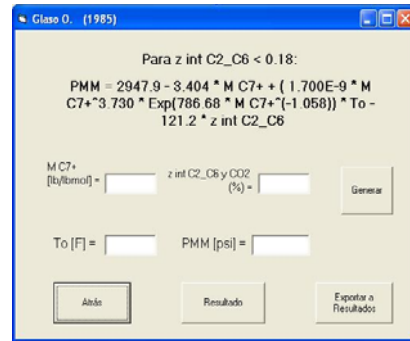 Glaso O. (1985)
Para z int C2_C6 < 0.18:
PMM = 2947.9 - 3.404 * M C7+ + ( 1.700E-9 * M
C7+^3.730 * Exp(786.68 * M C7+^(-1.058)) * To -
121.2 * z int C2_C6
M C7+
[lb/lbmol] =
z int C2_C6 y CO2
(%) =
Generar
To [F] =
PMM [psi] =
Atrás
Resultado
Exportar a
Resultados